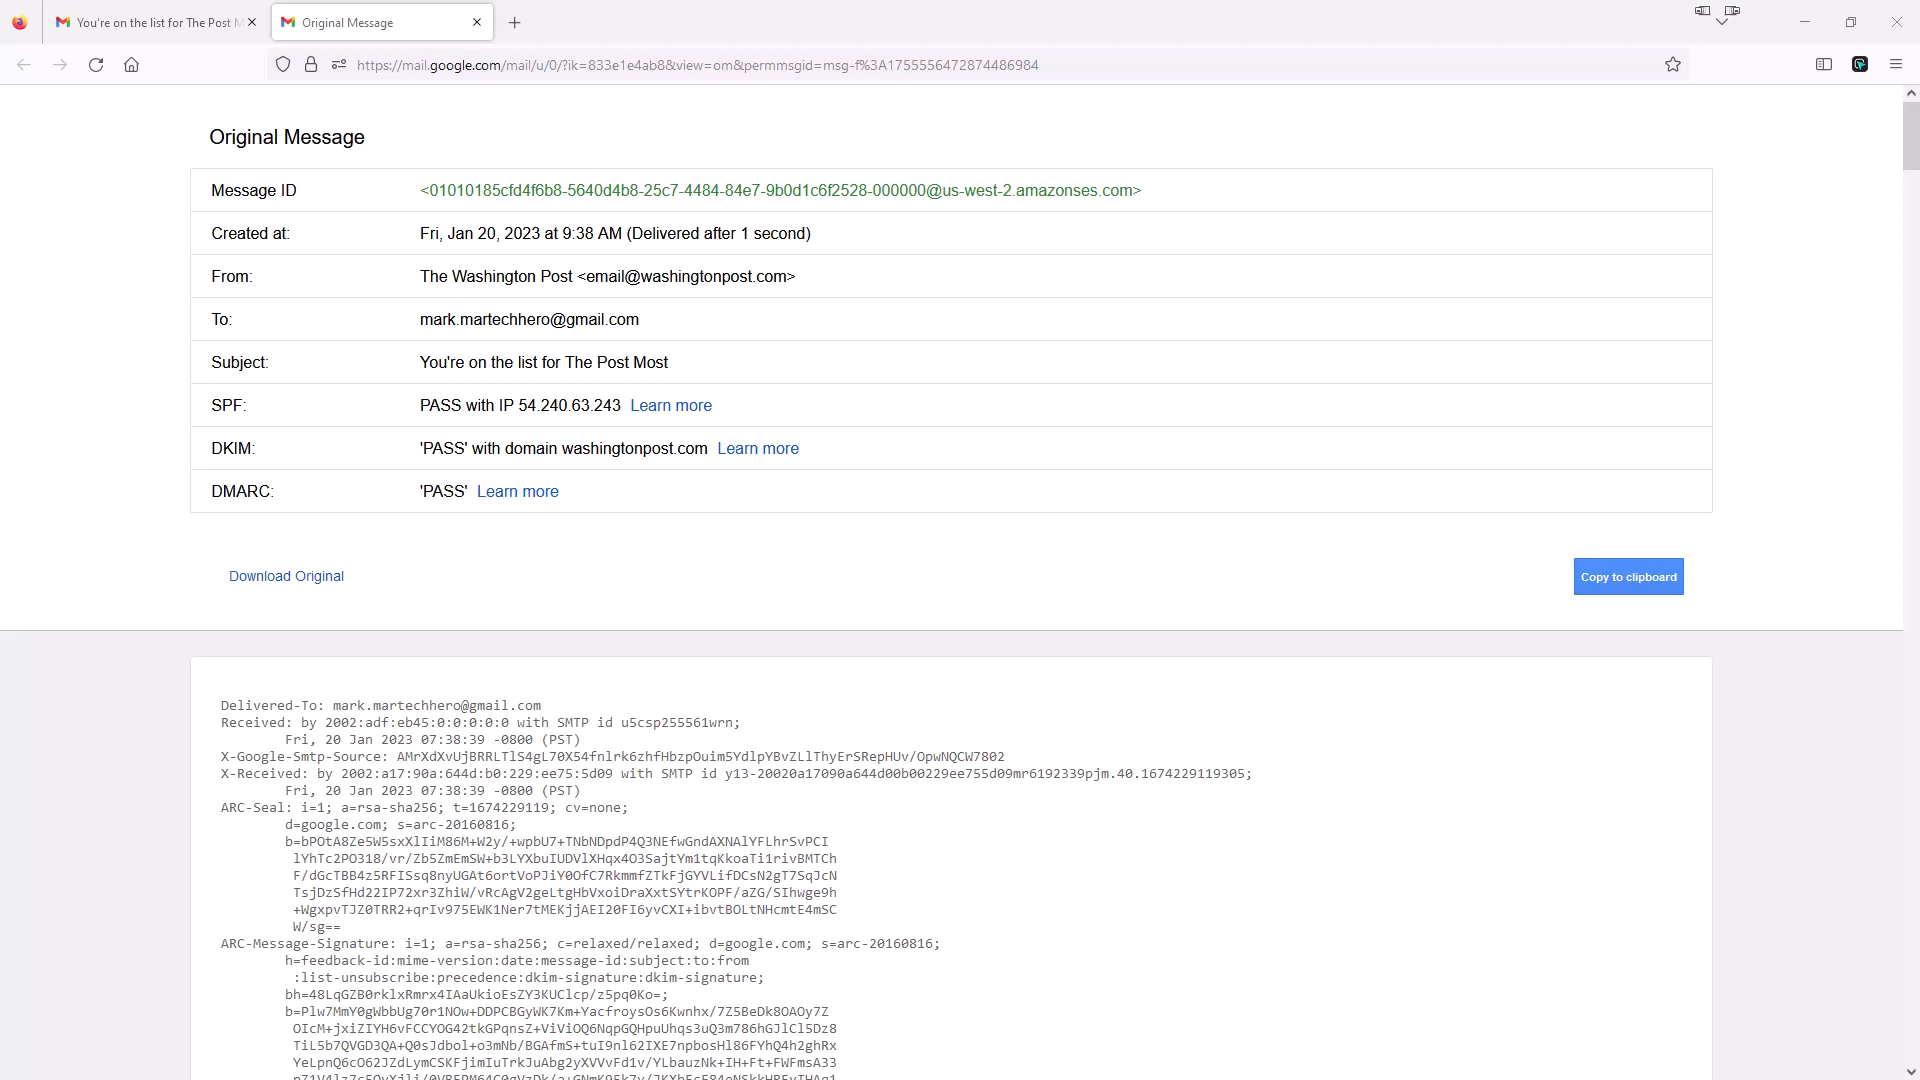 You're on the list for The Post M
Original Message
https://mail.google.com/mail/u/0/?ik=833e1e4ab8&view=om&permmsgid=msg-f%3A1755556472874486984
Original Message
Message ID <01010185cfd4f6b8-5640d4b8-25c7-4484-84e7-9b0d1c6f2528-000000@us-west-2.amazonses.com>
Created at: Fri, Jan 20, 2023 at 9:38 AM (Delivered after 1 second)
From: The Washington Post <email@washingtonpost.com>
To: mark.martechhero@gmail.com
Subject: You're on the list for The Post Most
SPF: PASS with IP 54.240.63.243 Learn more
DKIM: 'PASS' with domain washingtonpost.com Learn more
DMARC: 'PASS' Learn more
Download Original
Copy to clipboard
Delivered-To: mark.martechhero@gmail.com
Received: by 2002:adf:eb45:0:0:0:0:0 with SMTP id u5csp255561wrn;
Fri, 20 Jan 2023 07:38:39 -0800 (PST)
X-Google-Smtp-Source: AMrXdXvUjBRRLTlS4gL70X54fnlrk6zhfHbzpOuim5YdlpYBvZLlThyErSRepHUv/OpwNQCW7802
X-Received: by 2002:a17:90a:644d:b0:229:ee75:5d09 with SMTP id y13-20020a17090a644d00b00229ee755d09mr6192339pjm.40.1674229119305;
Fri, 20 Jan 2023 07:38:39 -0800 (PST)
ARC-Seal: i=1; a=rsa-sha256; t=1674229119; cv=none;
d=google.com; s=arc-20160816;
b=bPOtA8Ze5W5sxXlIiM86M+W2y/+wpbU7+TNbNDpdP4Q3NEfwGndAXNAlYFLhrSvPCI
lYhTc2PO318/vr/Zb5ZmEmSW+b3LYXbuIUDVlXHqx4O3SajtYm1tqKkoaTi1rivBMTCh
F/dGcTBB4z5RFISsq8nyUGAt6ortVoPJiY0OfC7RkmmfZTkFjGYVLifDCsN2gT7SqJcN
TsjDzSfHd22IP72xr3ZhiW/vRcAgV2geLtgHbVxoiDraXxtSYtrKOPF/aZG/SIhwge9h
+WgxpvTJZ0TRR2+qrIv975EWK1Ner7tMEKjjAEI20FI6yvCXI+ibvtBOLtNHcmtE4mSC
W/sg==
ARC-Message-Signature: i=1; a=rsa-sha256; c=relaxed/relaxed; d=google.com; s=arc-20160816;
h=feedback-id:mime-version:date:message-id:subject:to:from
:list-unsubscribe:precedence:dkim-signature:dkim-signature;
bh=48LqGZB0rklxRmrx4IAaUkioEsZY3KUClcp/z5pq0Ko=;
b=Plw7MmY0gWbbUg70r1NOw+DDPCBGyWK7Km+YacfroysOs6Kwnhx/7Z5BeDk8OAOy7Z
OIcM+jxiZIYH6vFCCYOG42tkGPqnsZ+ViViOQ6NqpGQHpuUhqs3uQ3m786hGJlCl5Dz8
TiL5b7QVGD3QA+Q0sJdbol+o3mNb/BGAfmS+tuI9nl62IXE7npbosHl86FYhQ4h2ghRx
YeLpnQ6cO62JZdLymCSKFjimIuTrkJuAbg2yXVVvFd1v/YLbauzNk+IH+Ft+FWFmsA33